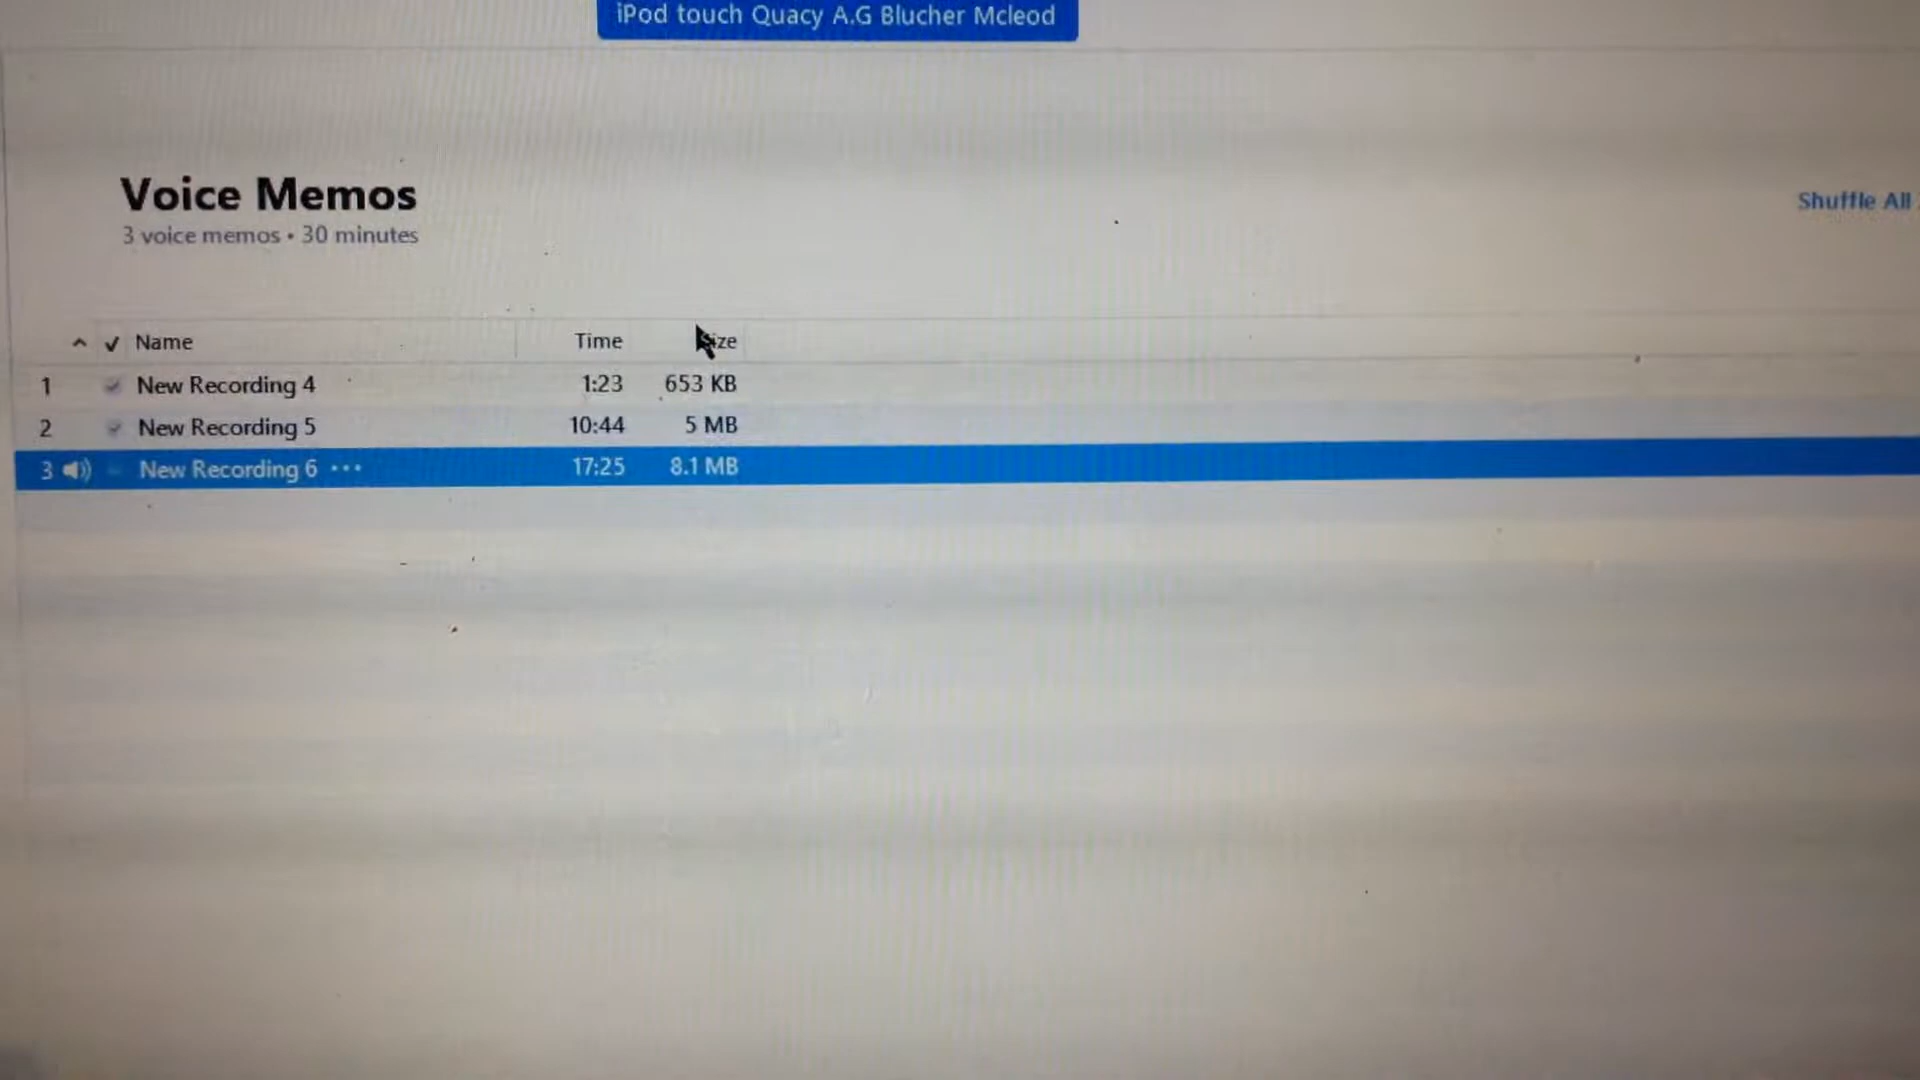 iPod touch Quacy A.G Blucher Mcleod
Voice Memos
3 voice memos • 30 minutes
Shuffle All
Name Time Size
1 New Recording 4 1:23 653 KB
2 New Recording 5 10:44 5 MB
3 New Recording 6 ••• 17:25 8.1 MB